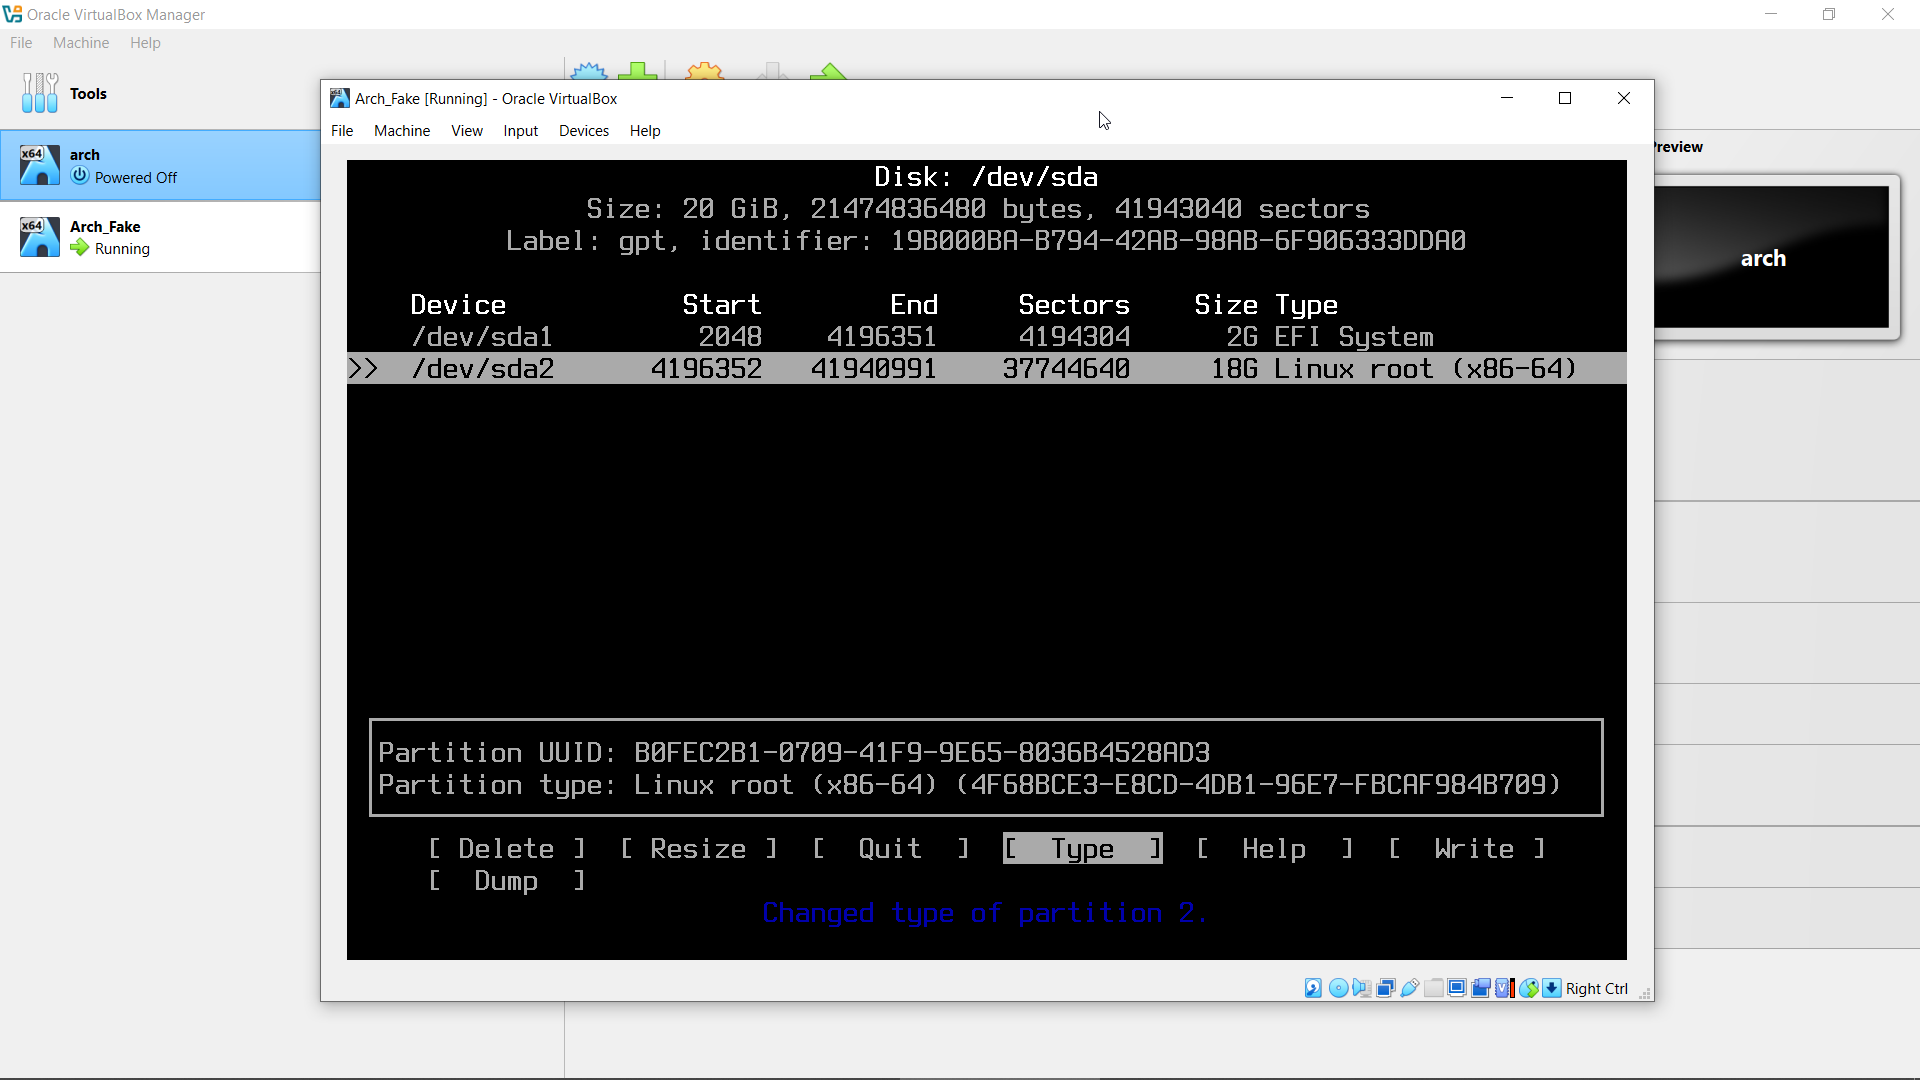 Oracle VirtualBox Manager
File Machine Help
Tools
arch
Powered Off
Arch_Fake
Running
Arch_Fake [Running] - Oracle VirtualBox
File Machine View Input Devices Help
Disk: /dev/sda
Size: 20 GiB, 21474836480 bytes, 41943040 sectors
Label: gpt, identifier: 19B000BA-B794-42AB-98AB-6F906333DDA0
Device Start End Sectors Size Type
/dev/sda1 2048 4196351 4194304 2G EFI System
>> /dev/sda2 4196352 41940991 37744640 18G Linux root (x86-64)
Partition UUID: B0FEC2B1-0709-41F9-9E65-8036B4528AD3
Partition type: Linux root (x86-64) (4F68BCE3-E8CD-4DB1-96E7-FBCAF984B709)
[ Delete ] [ Resize ] [ Quit ] [ Type ] [ Help ] [ Write ]
[ Dump ]
Changed type of partition 2.
Right Ctrl
Preview
arch